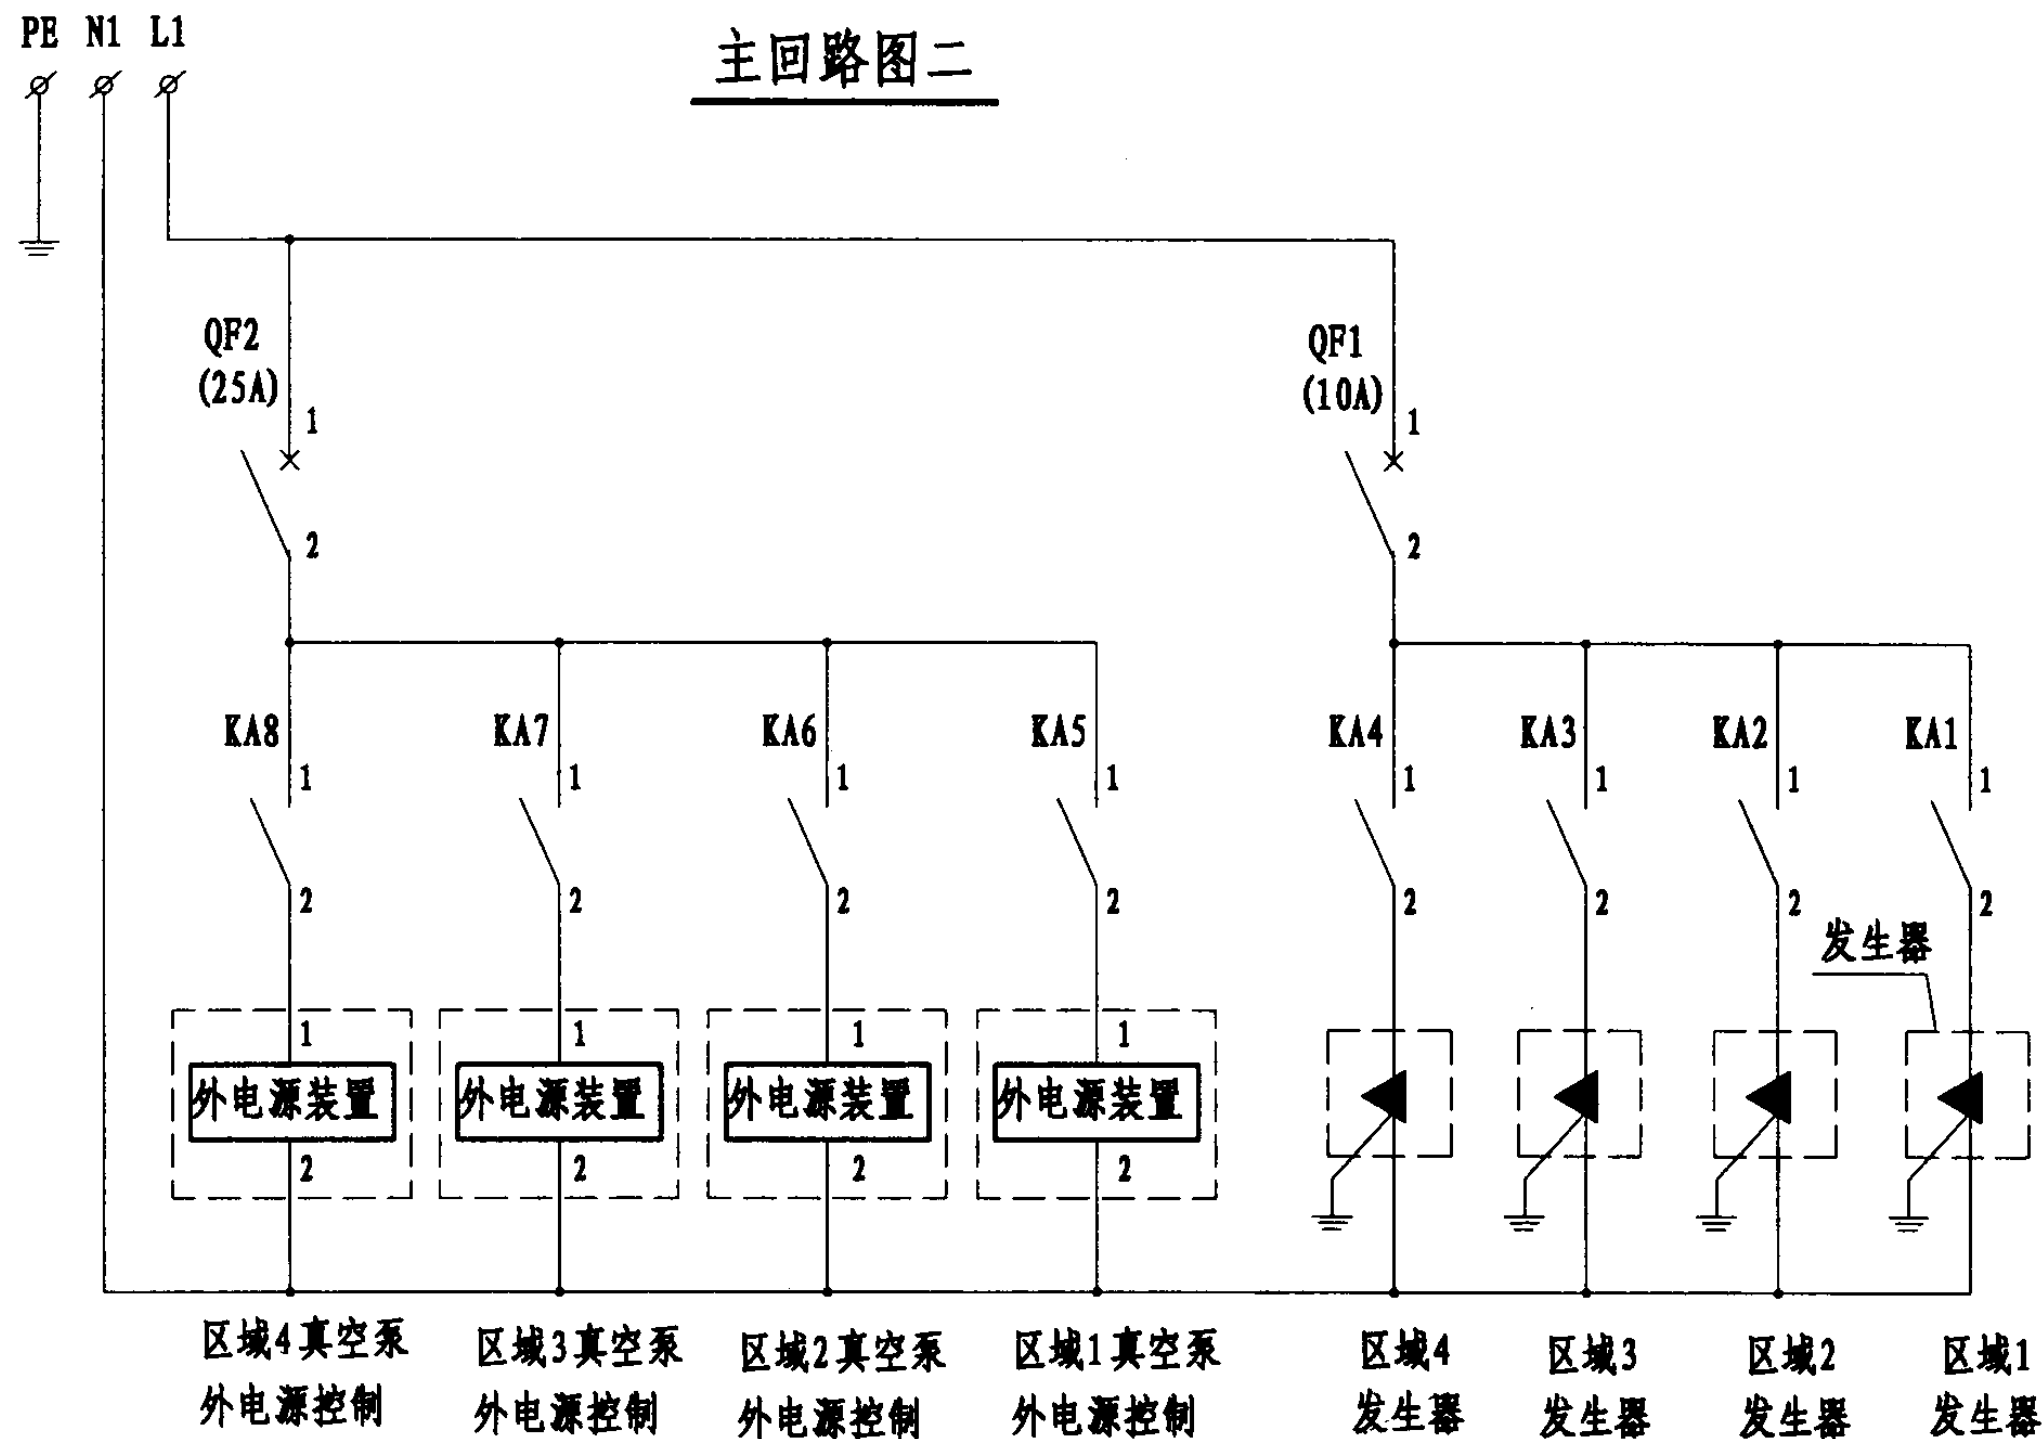 PE N1 L1
主回路图二
QF2
(25A)
1
2
QF1
(10A)
1
2
KA8 KA7 KA6 KA5 KA4 KA3 KA2 KA1
1 1 1 1 1 1 1 1
2 2 2 2 2 2 2 2
发生器
1 1 1 1
外电源装置 外电源装置 外电源装置 外电源装置
2 2 2 2
区域4真空泵 区域3真空泵 区域2真空泵 区域1真空泵 区域4 区域3 区域2 区域1
外电源控制 外电源控制 外电源控制 外电源控制 发生器 发生器 发生器 发生器